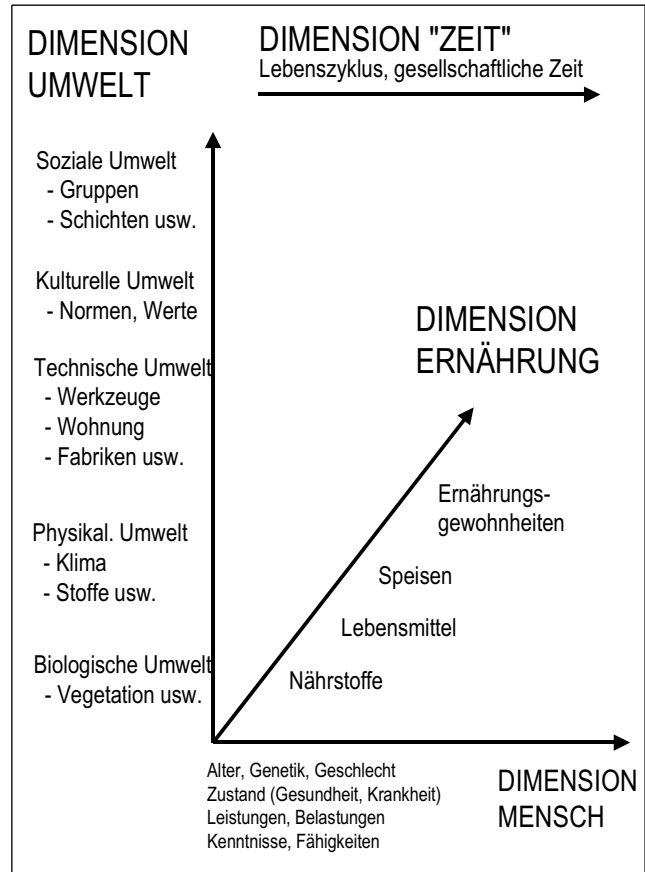 DIMENSION
UMWELT
DIMENSION "ZEIT"
Lebenszyklus, gesellschaftliche Zeit
Soziale Umwelt
- Gruppen
- Schichten usw.
Kulturelle Umwelt
- Normen, Werte
Technische Umwelt
- Werkzeuge
- Wohnung
- Fabriken usw.
Physikal. Umwelt
- Klima
- Stoffe usw.
Biologische Umwelt
- Vegetation usw.
DIMENSION
ERNÄHRUNG
Ernährungs-
gewohnheiten
Speisen
Lebensmittel
Nährstoffe
Alter, Genetik, Geschlecht
Zustand (Gesundheit, Krankheit)
Leistungen, Belastungen
Kenntnisse, Fähigkeiten
DIMENSION
MENSCH